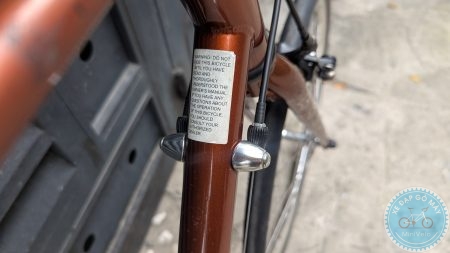 WARNING! DO NOT
USE THIS BICYCLE
UNTIL YOU HAVE
READ AND
THOROUGHLY
UNDERSTOOD THE
OWNER'S MANUAL.
IF YOU HAVE ANY
QUESTIONS ABOUT
THE OPERATION
OF THIS BICYCLE,
YOU SHOULD
CONSULT YOUR
AUTHORIZED
DEALER.